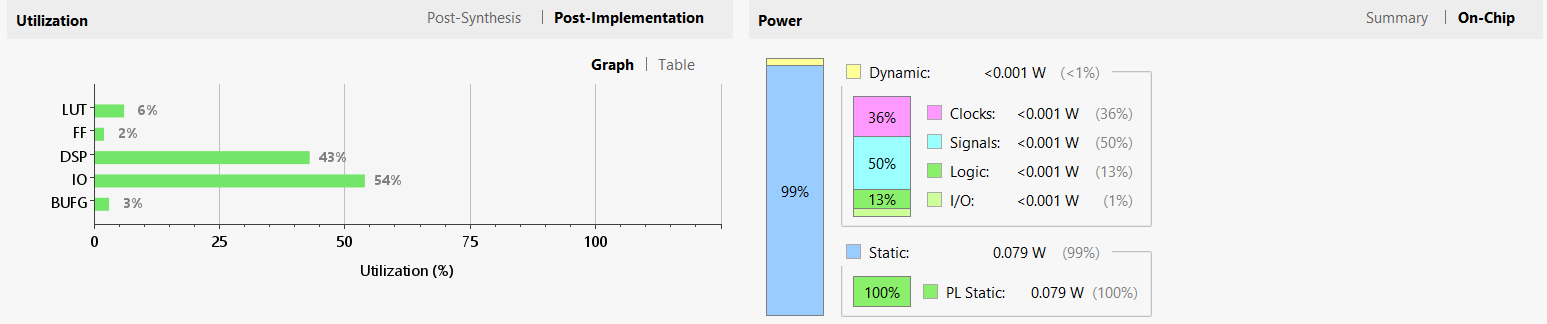 Utilization Post-Synthesis | Post-Implementation
Graph | Table
LUT 6%
FF 2%
DSP 43%
IO 54%
BUFG 3%
0 25 50 75 100
Utilization (%)
Power Summary | On-Chip
99%
Dynamic: <0.001 W (<1%)
36% Clocks: <0.001 W (36%)
50% Signals: <0.001 W (50%)
13% Logic: <0.001 W (13%)
I/O: <0.001 W (1%)
Static: 0.079 W (99%)
100% PL Static: 0.079 W (100%)